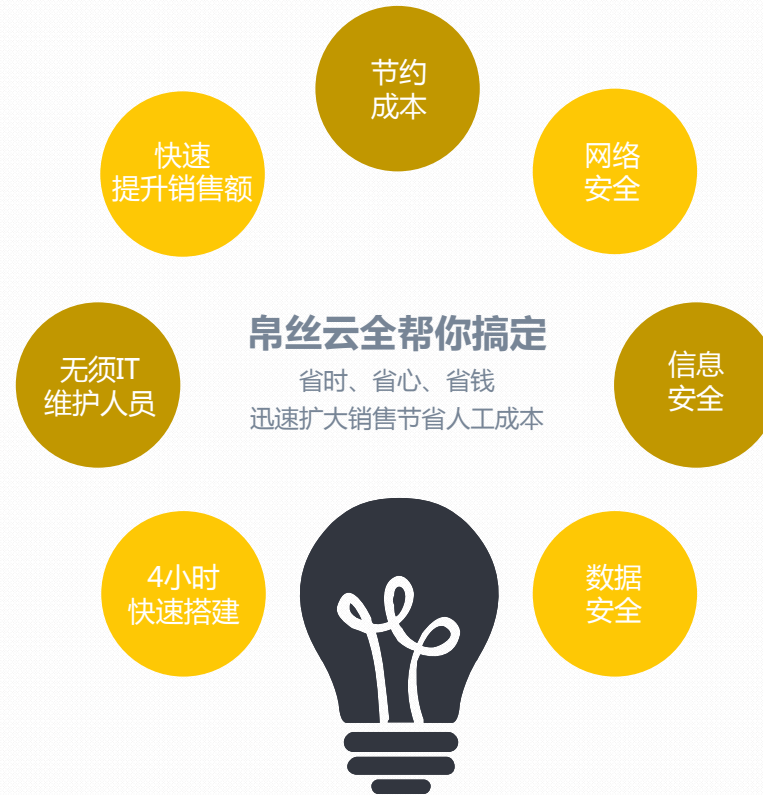 节约
成本
快速
提升销售额
网络
安全
帛丝云全帮你搞定
省时、省心、省钱
迅速扩大销售节省人工成本
无须IT
维护人员
信息
安全
4小时
快速搭建
数据
安全